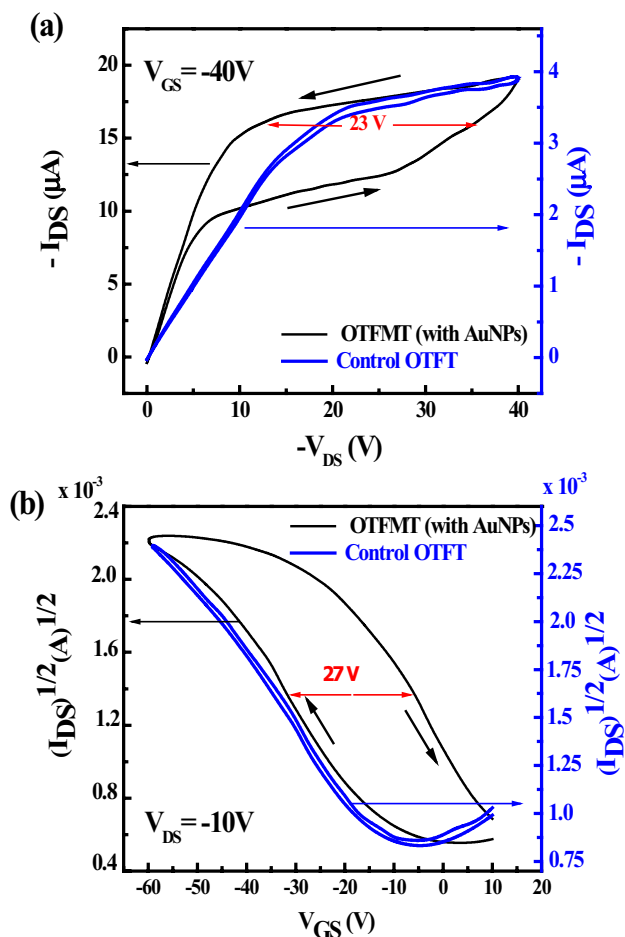 (a)
V_GS = -40V
20
15
10
5
0
- I_DS (µA)
23 V
4
3
2
1
0
- I_DS (µA)
OTFMT (with AuNPs)
Control OTFT
0 10 20 30 40
-V_DS (V)
(b)
x 10^-3
x 10^-3
2.4
2.0
1.6
1.2
0.8
0.4
(I_DS)^1/2 (A)^1/2
OTFMT (with AuNPs)
Control OTFT
27 V
V_DS = -10V
2.50
2.25
2.00
1.75
1.50
1.25
1.00
0.75
(I_DS)^1/2 (A)^1/2
-60 -50 -40 -30 -20 -10 0 10 20
V_GS (V)